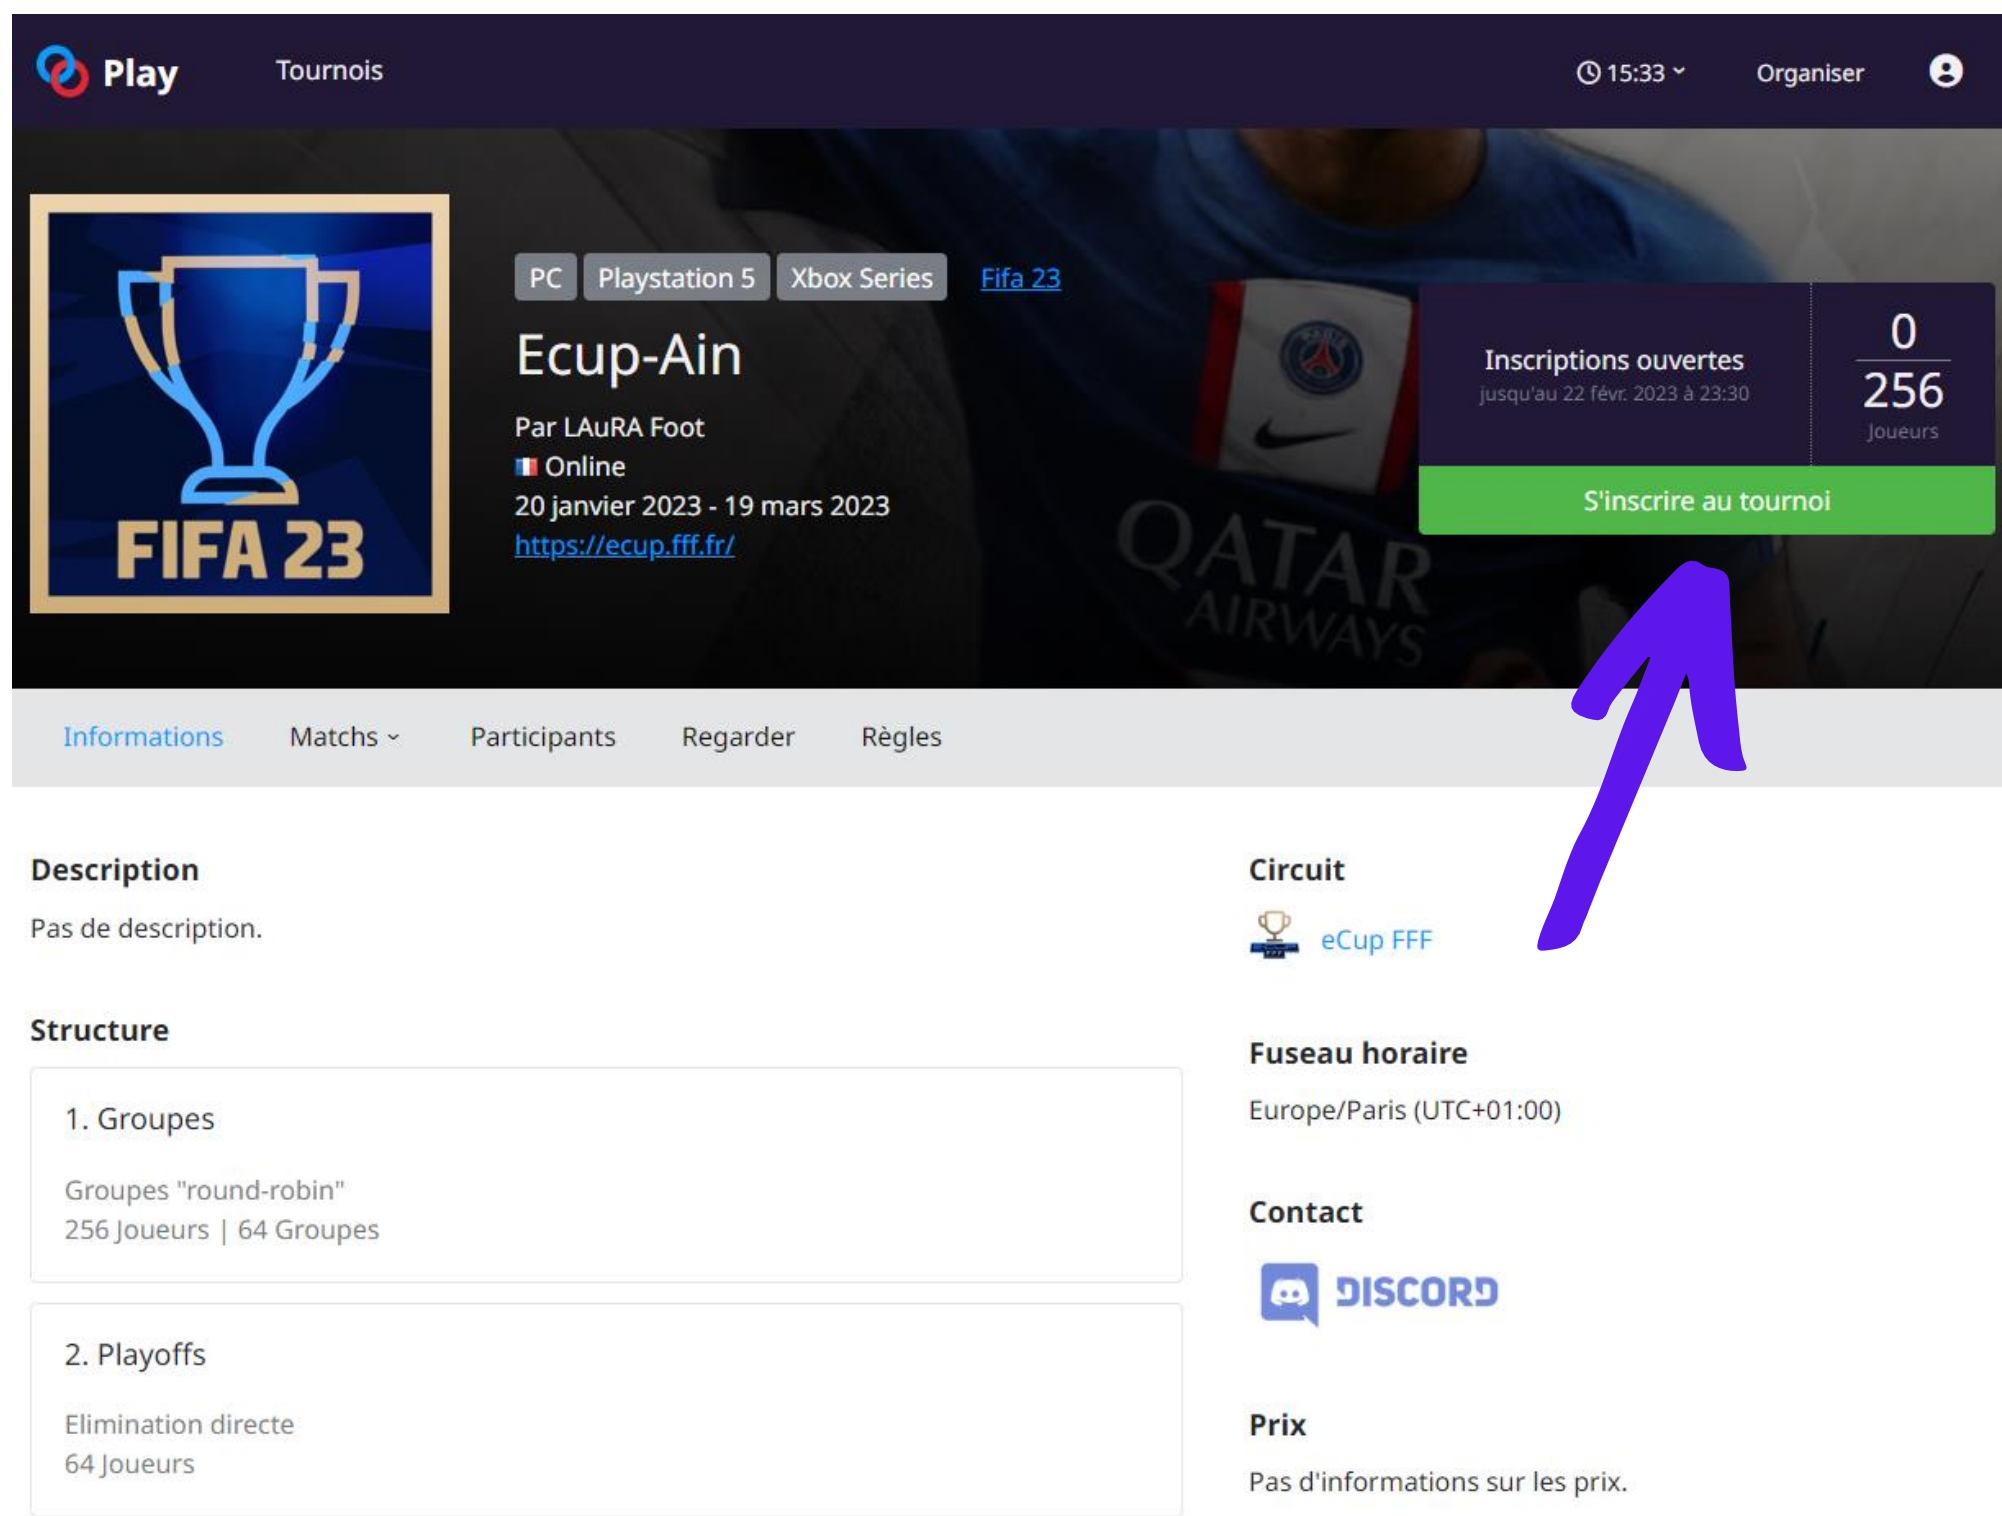 Play
Tournois
15:33
Organiser
PC
Playstation 5
Xbox Series
Fifa 23
Ecup-Ain
Par LAuRA Foot
Online
20 janvier 2023 - 19 mars 2023
https://ecup.fff.fr/
FIFA 23
PARIS
QATAR
AIRWAYS
Inscriptions ouvertes
jusqu'au 22 févr. 2023 à 23:30
0
256
Joueurs
S'inscrire au tournoi
Informations
Matchs
Participants
Regarder
Règles
Description
Pas de description.
Structure
1. Groupes
Groupes "round-robin"
256 Joueurs | 64 Groupes
2. Playoffs
Elimination directe
64 Joueurs
Circuit
eCup FFF
Fuseau horaire
Europe/Paris (UTC+01:00)
Contact
DISCORD
Prix
Pas d'informations sur les prix.